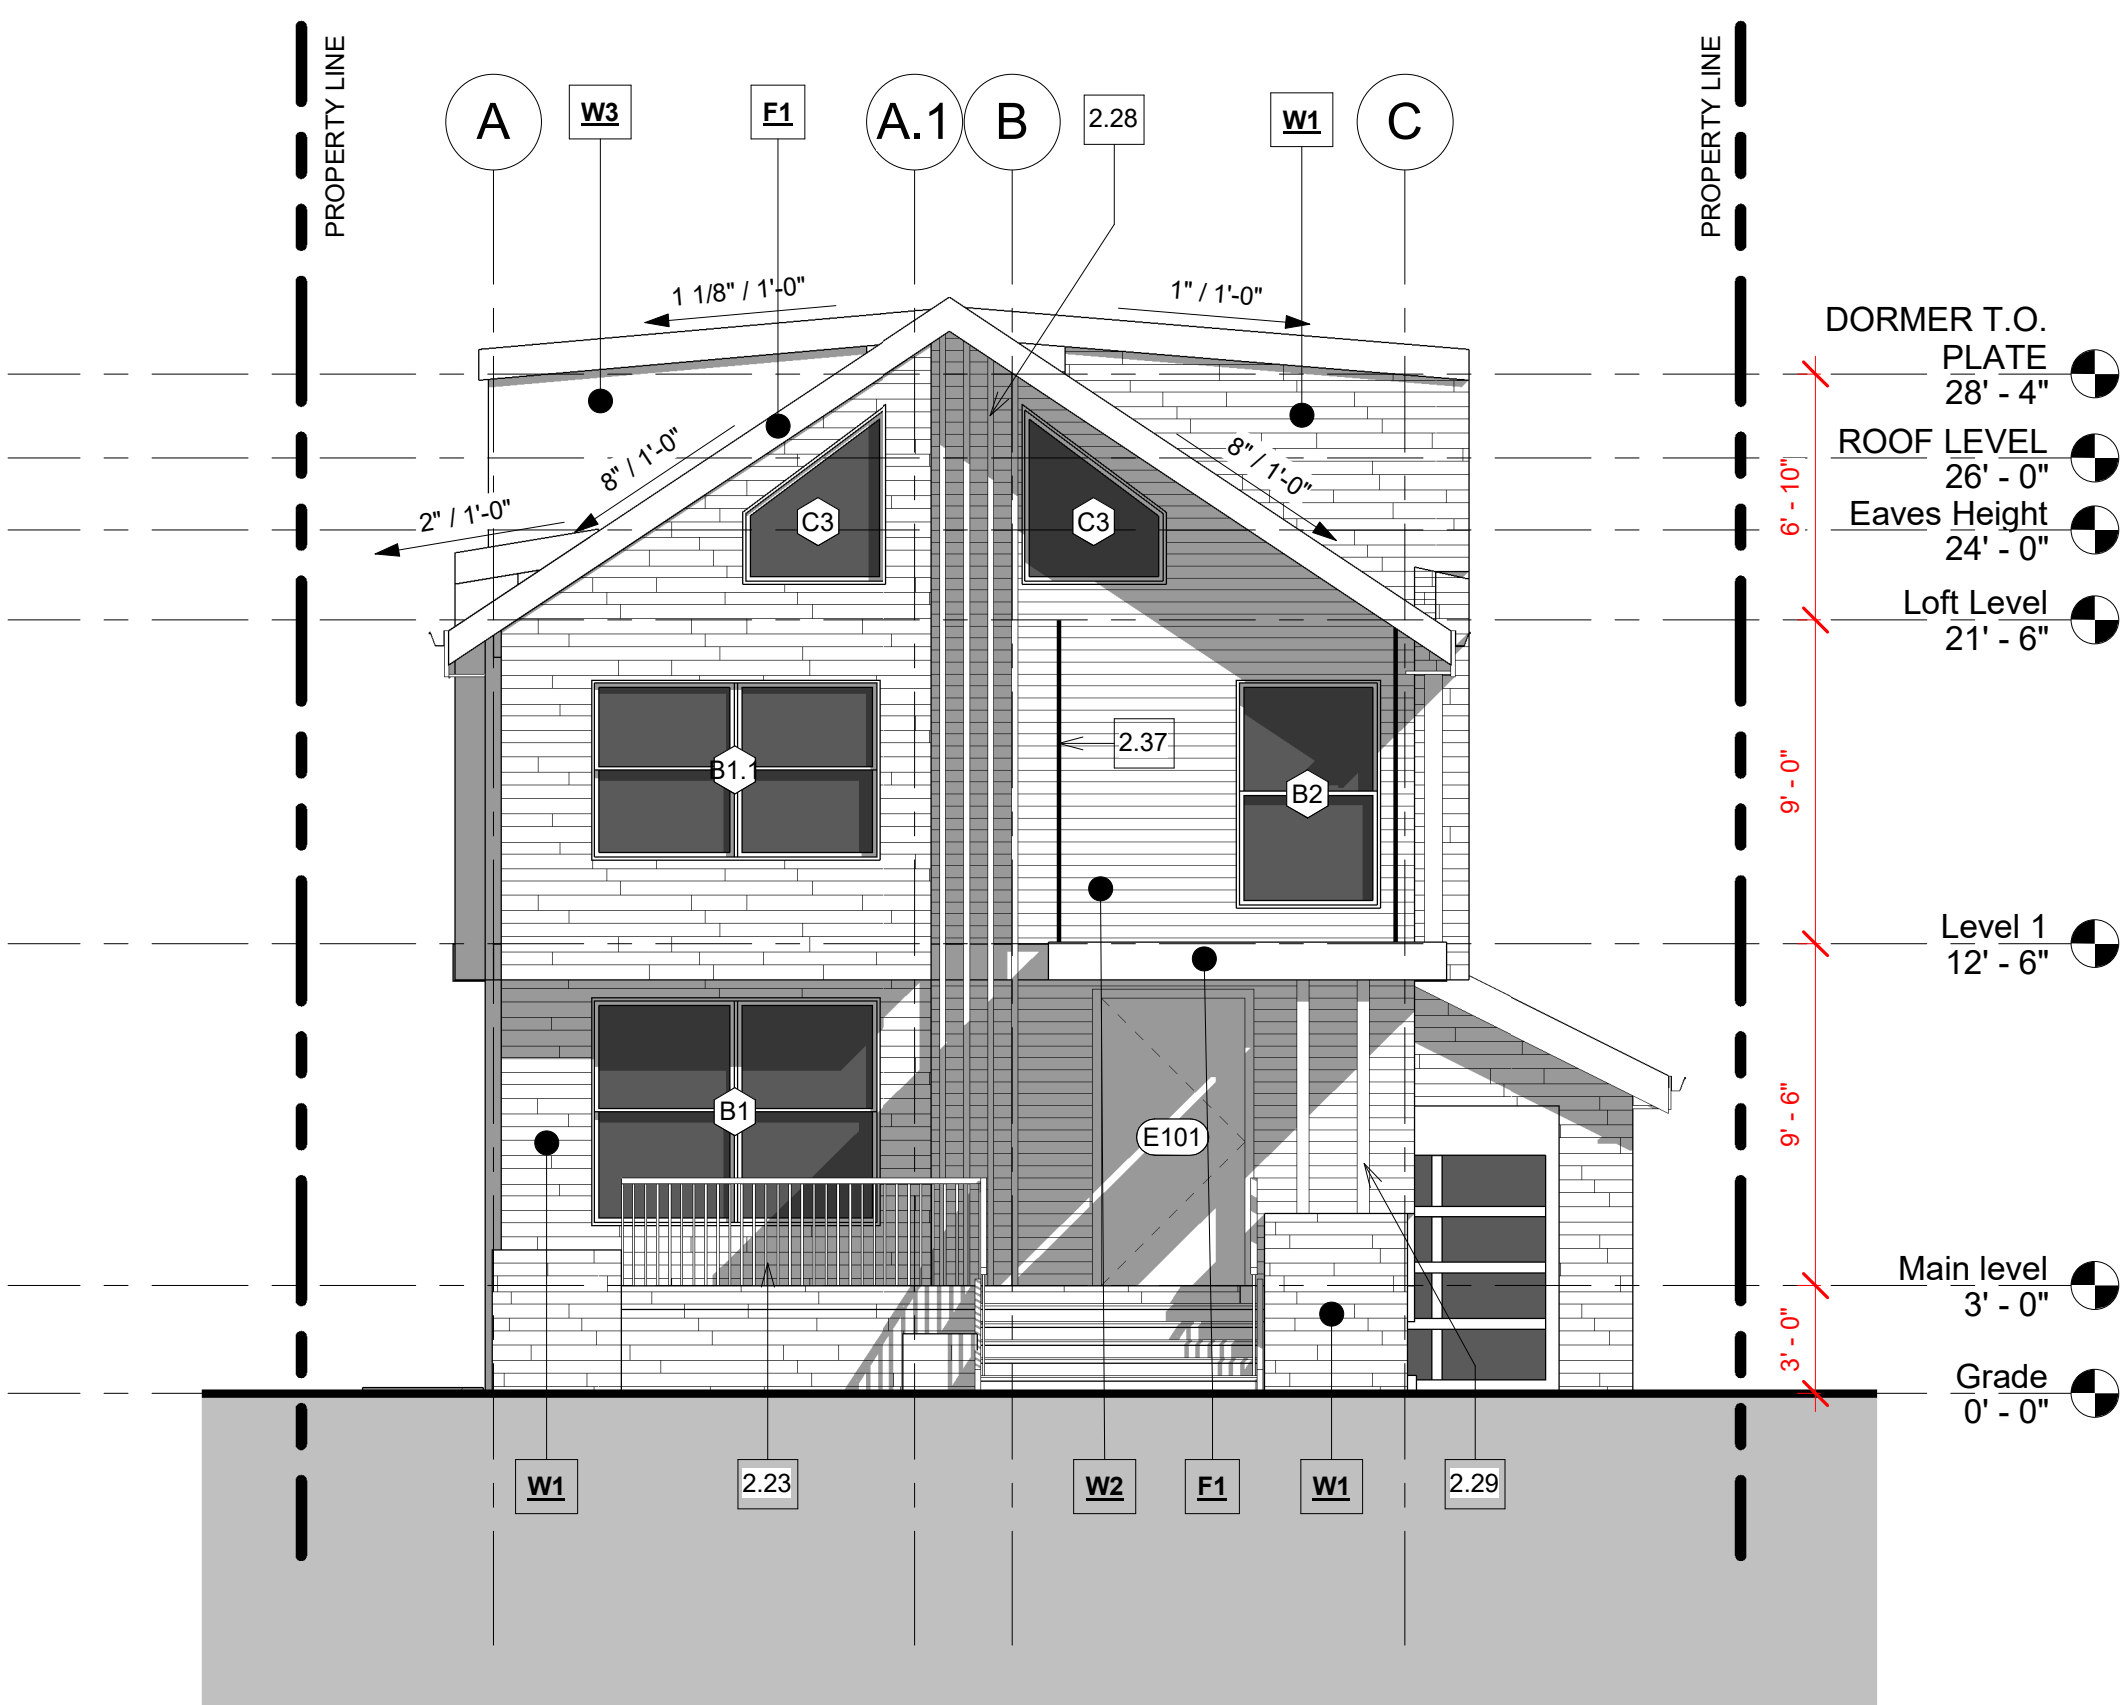 PROPERTY LINE
PROPERTY LINE
A
W3
F1
A.1
B
2.28
W1
C
1 1/8" / 1'-0"
1" / 1'-0"
DORMER T.O.
PLATE
28' - 4"
8" / 1'-0"
8" / 1'-0"
ROOF LEVEL
26' - 0"
6' - 10"
2" / 1'-0"
C3
C3
Eaves Height
24' - 0"
Loft Level
21' - 6"
2.37
B1.1
B2
9' - 0"
Level 1
12' - 6"
B1
E101
9' - 6"
Main level
3' - 0"
3' - 0"
Grade
0' - 0"
W1
2.23
W2
F1
W1
2.29